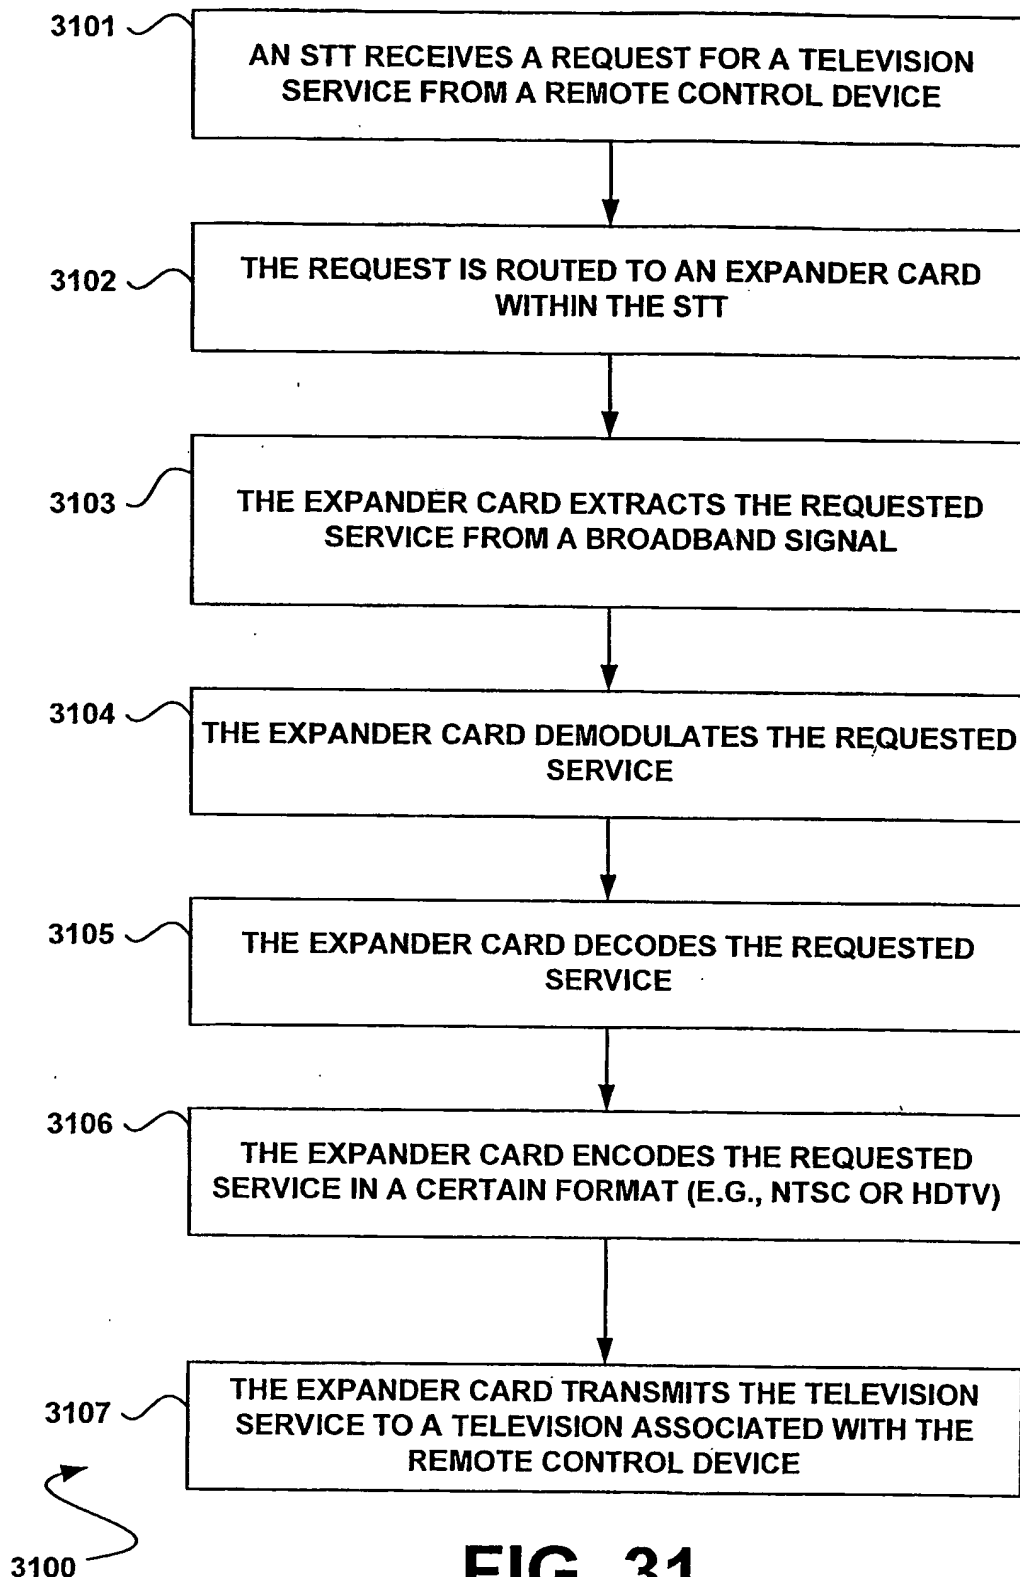 3101
AN STT RECEIVES A REQUEST FOR A TELEVISION
SERVICE FROM A REMOTE CONTROL DEVICE
3102
THE REQUEST IS ROUTED TO AN EXPANDER CARD
WITHIN THE STT
3103
THE EXPANDER CARD EXTRACTS THE REQUESTED
SERVICE FROM A BROADBAND SIGNAL
3104
THE EXPANDER CARD DEMODULATES THE REQUESTED
SERVICE
3105
THE EXPANDER CARD DECODES THE REQUESTED
SERVICE
3106
THE EXPANDER CARD ENCODES THE REQUESTED
SERVICE IN A CERTAIN FORMAT (E.G., NTSC OR HDTV)
3107
THE EXPANDER CARD TRANSMITS THE TELEVISION
SERVICE TO A TELEVISION ASSOCIATED WITH THE
REMOTE CONTROL DEVICE
3100
FIG. 31